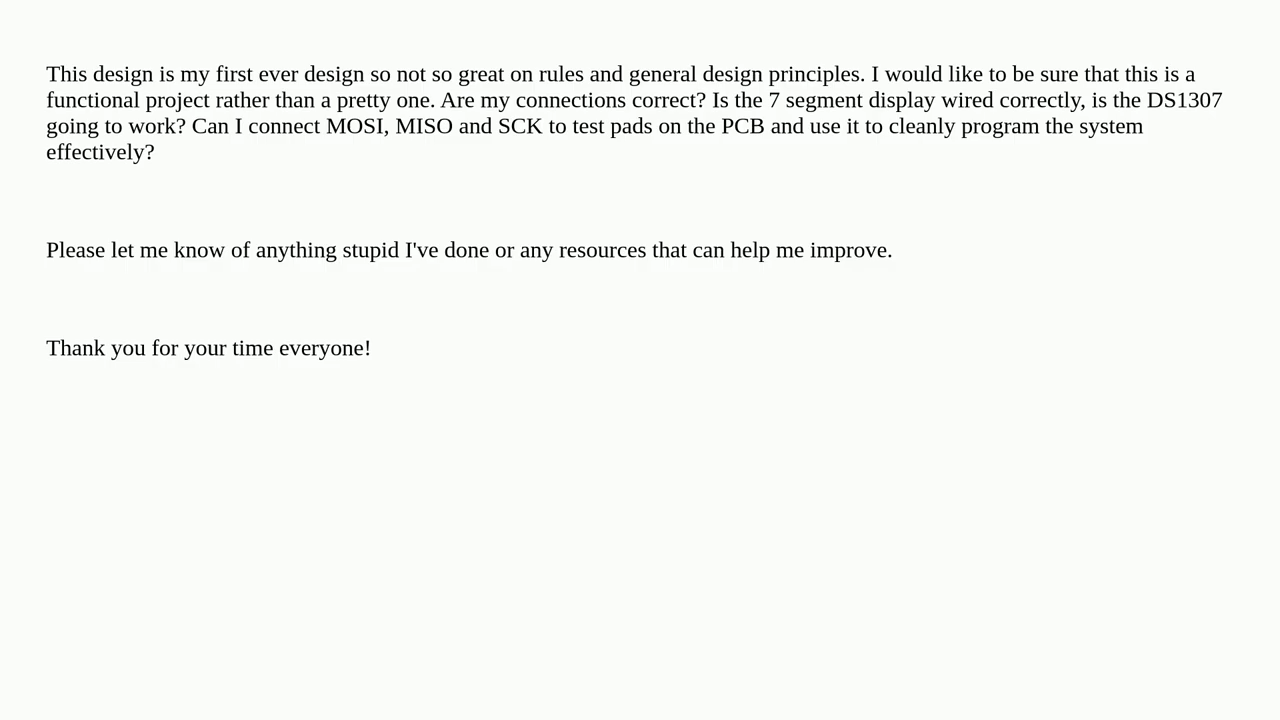 This design is my first ever design so not so great on rules and general design principles. I would like to be sure that this is a
functional project rather than a pretty one. Are my connections correct? Is the 7 segment display wired correctly, is the DS1307
going to work? Can I connect MOSI, MISO and SCK to test pads on the PCB and use it to cleanly program the system
effectively?
Please let me know of anything stupid I've done or any resources that can help me improve.
Thank you for your time everyone!